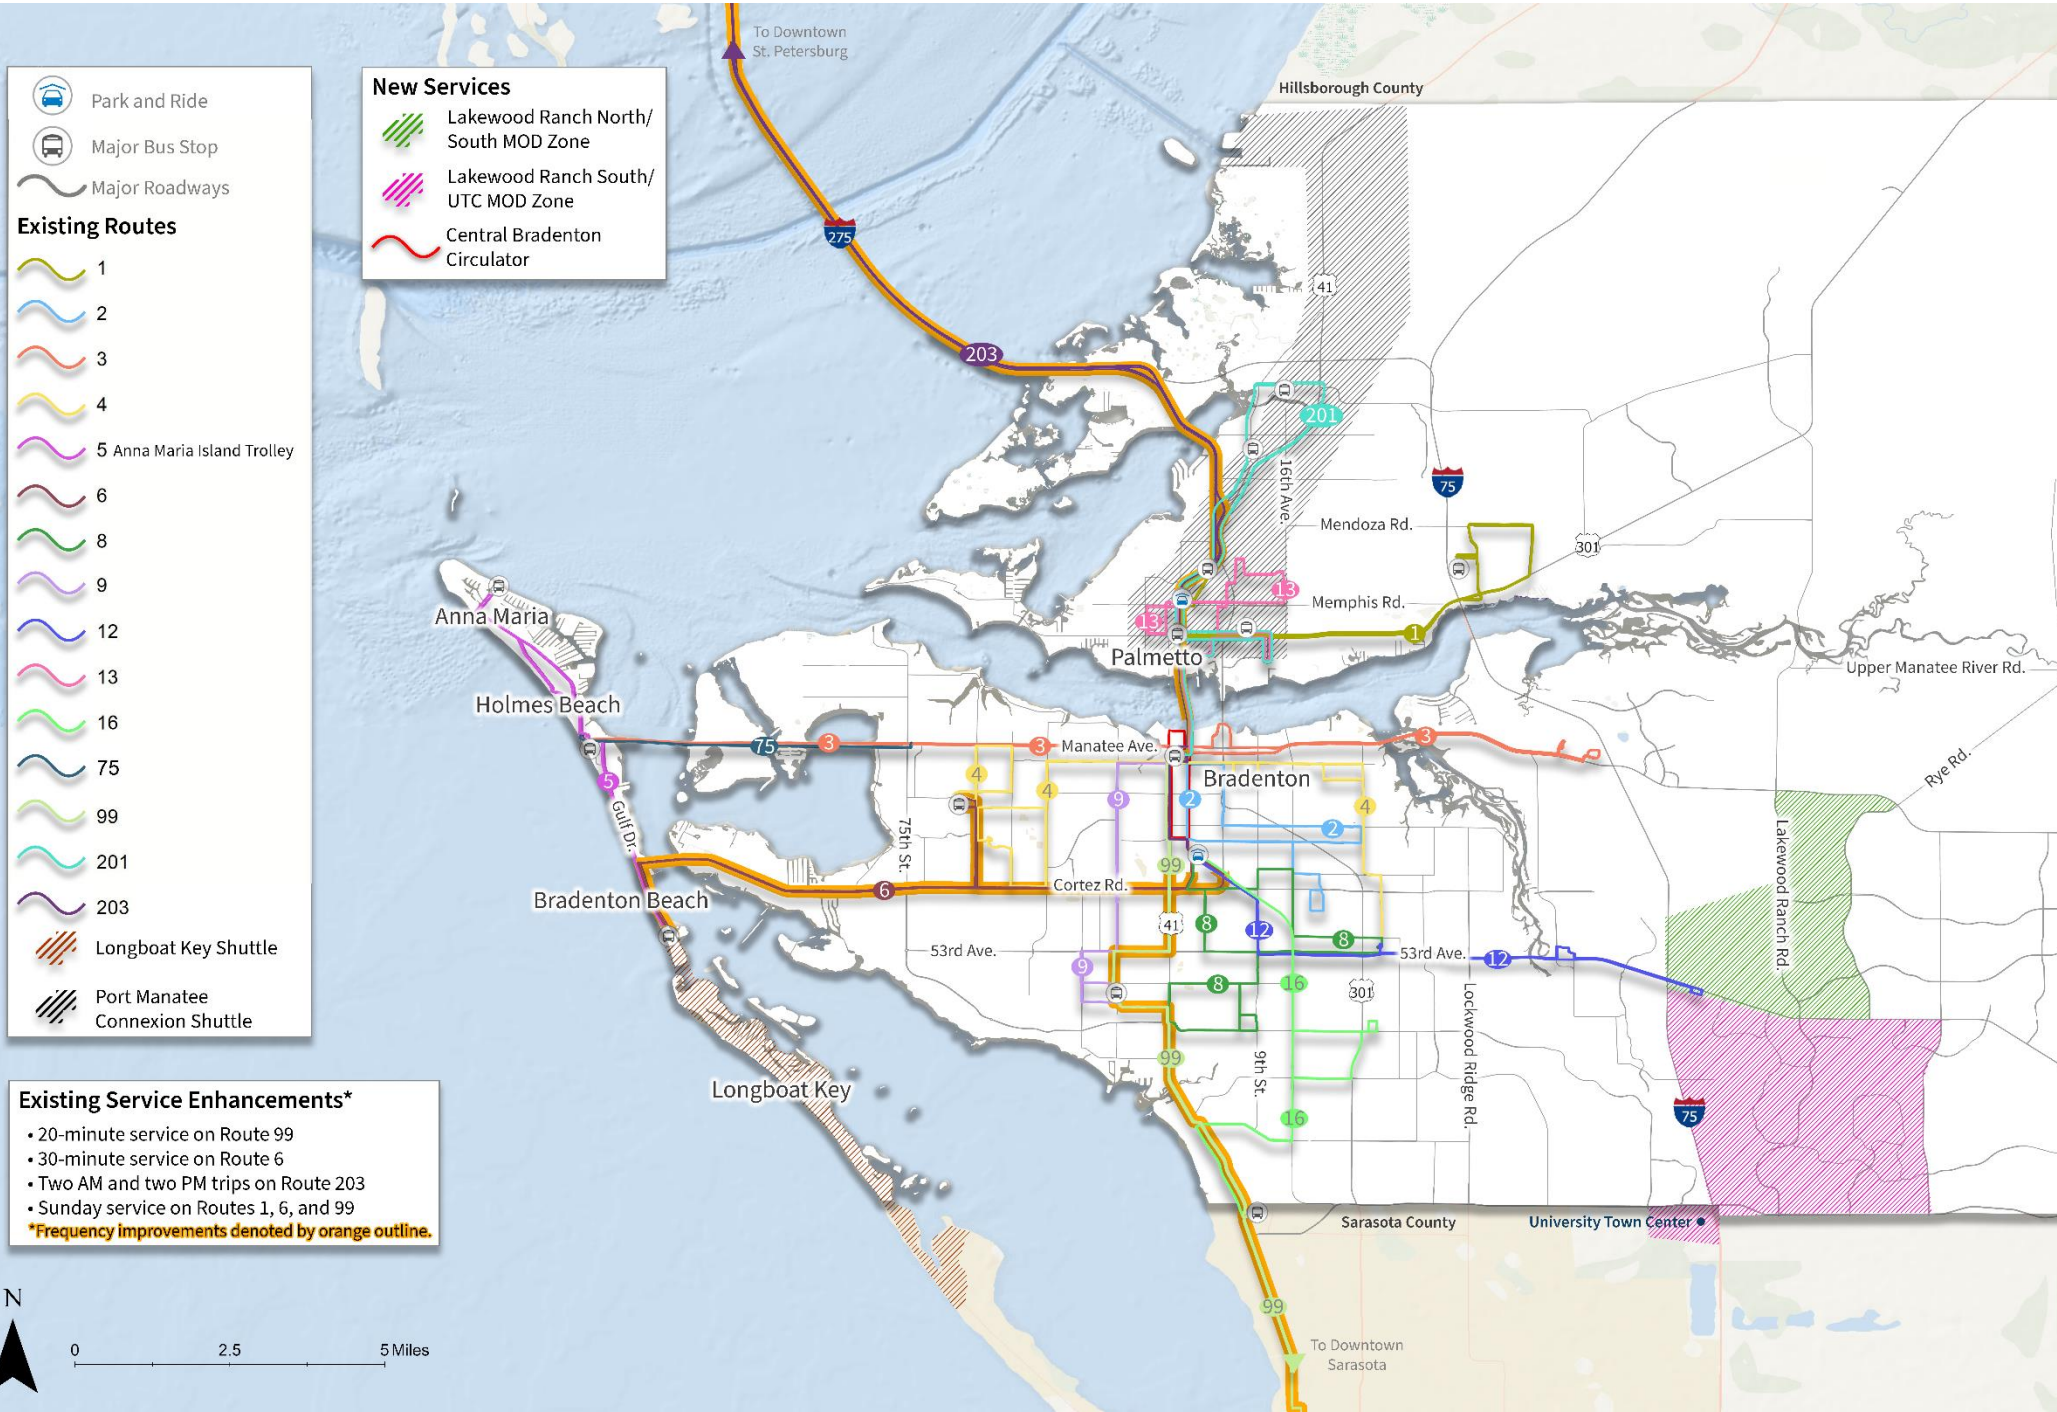 Park and Ride
Major Bus Stop
Major Roadways
Existing Routes
1
2
3
4
5 Anna Maria Island Trolley
6
8
9
12
13
16
75
99
201
203
Longboat Key Shuttle
Port Manatee
Connexion Shuttle
New Services
Lakewood Ranch North/
South MOD Zone
Lakewood Ranch South/
UTC MOD Zone
Central Bradenton
Circulator
Existing Service Enhancements*
• 20-minute service on Route 99
• 30-minute service on Route 6
• Two AM and two PM trips on Route 203
• Sunday service on Routes 1, 6, and 99
*Frequency improvements denoted by orange outline.
N
0 2.5 5 Miles
To Downtown
St. Petersburg
Hillsborough County
275
41
203
201
16th Ave.
75
Mendoza Rd.
301
13
Memphis Rd.
13
1
Palmetto
Upper Manatee River Rd.
Anna Maria
Holmes Beach
75
3
3
Manatee Ave.
3
Bradenton
Rye Rd.
5
Gulf Dr.
4
4
9
2
4
2
75th St.
Lakewood Ranch Rd.
99
6
Cortez Rd.
Bradenton Beach
41
8
12
8
53rd Ave.
53rd Ave.
12
9
8
16
301
Lockwood Ridge Rd.
99
9th St.
Longboat Key
16
75
Sarasota County
University Town Center
99
To Downtown
Sarasota